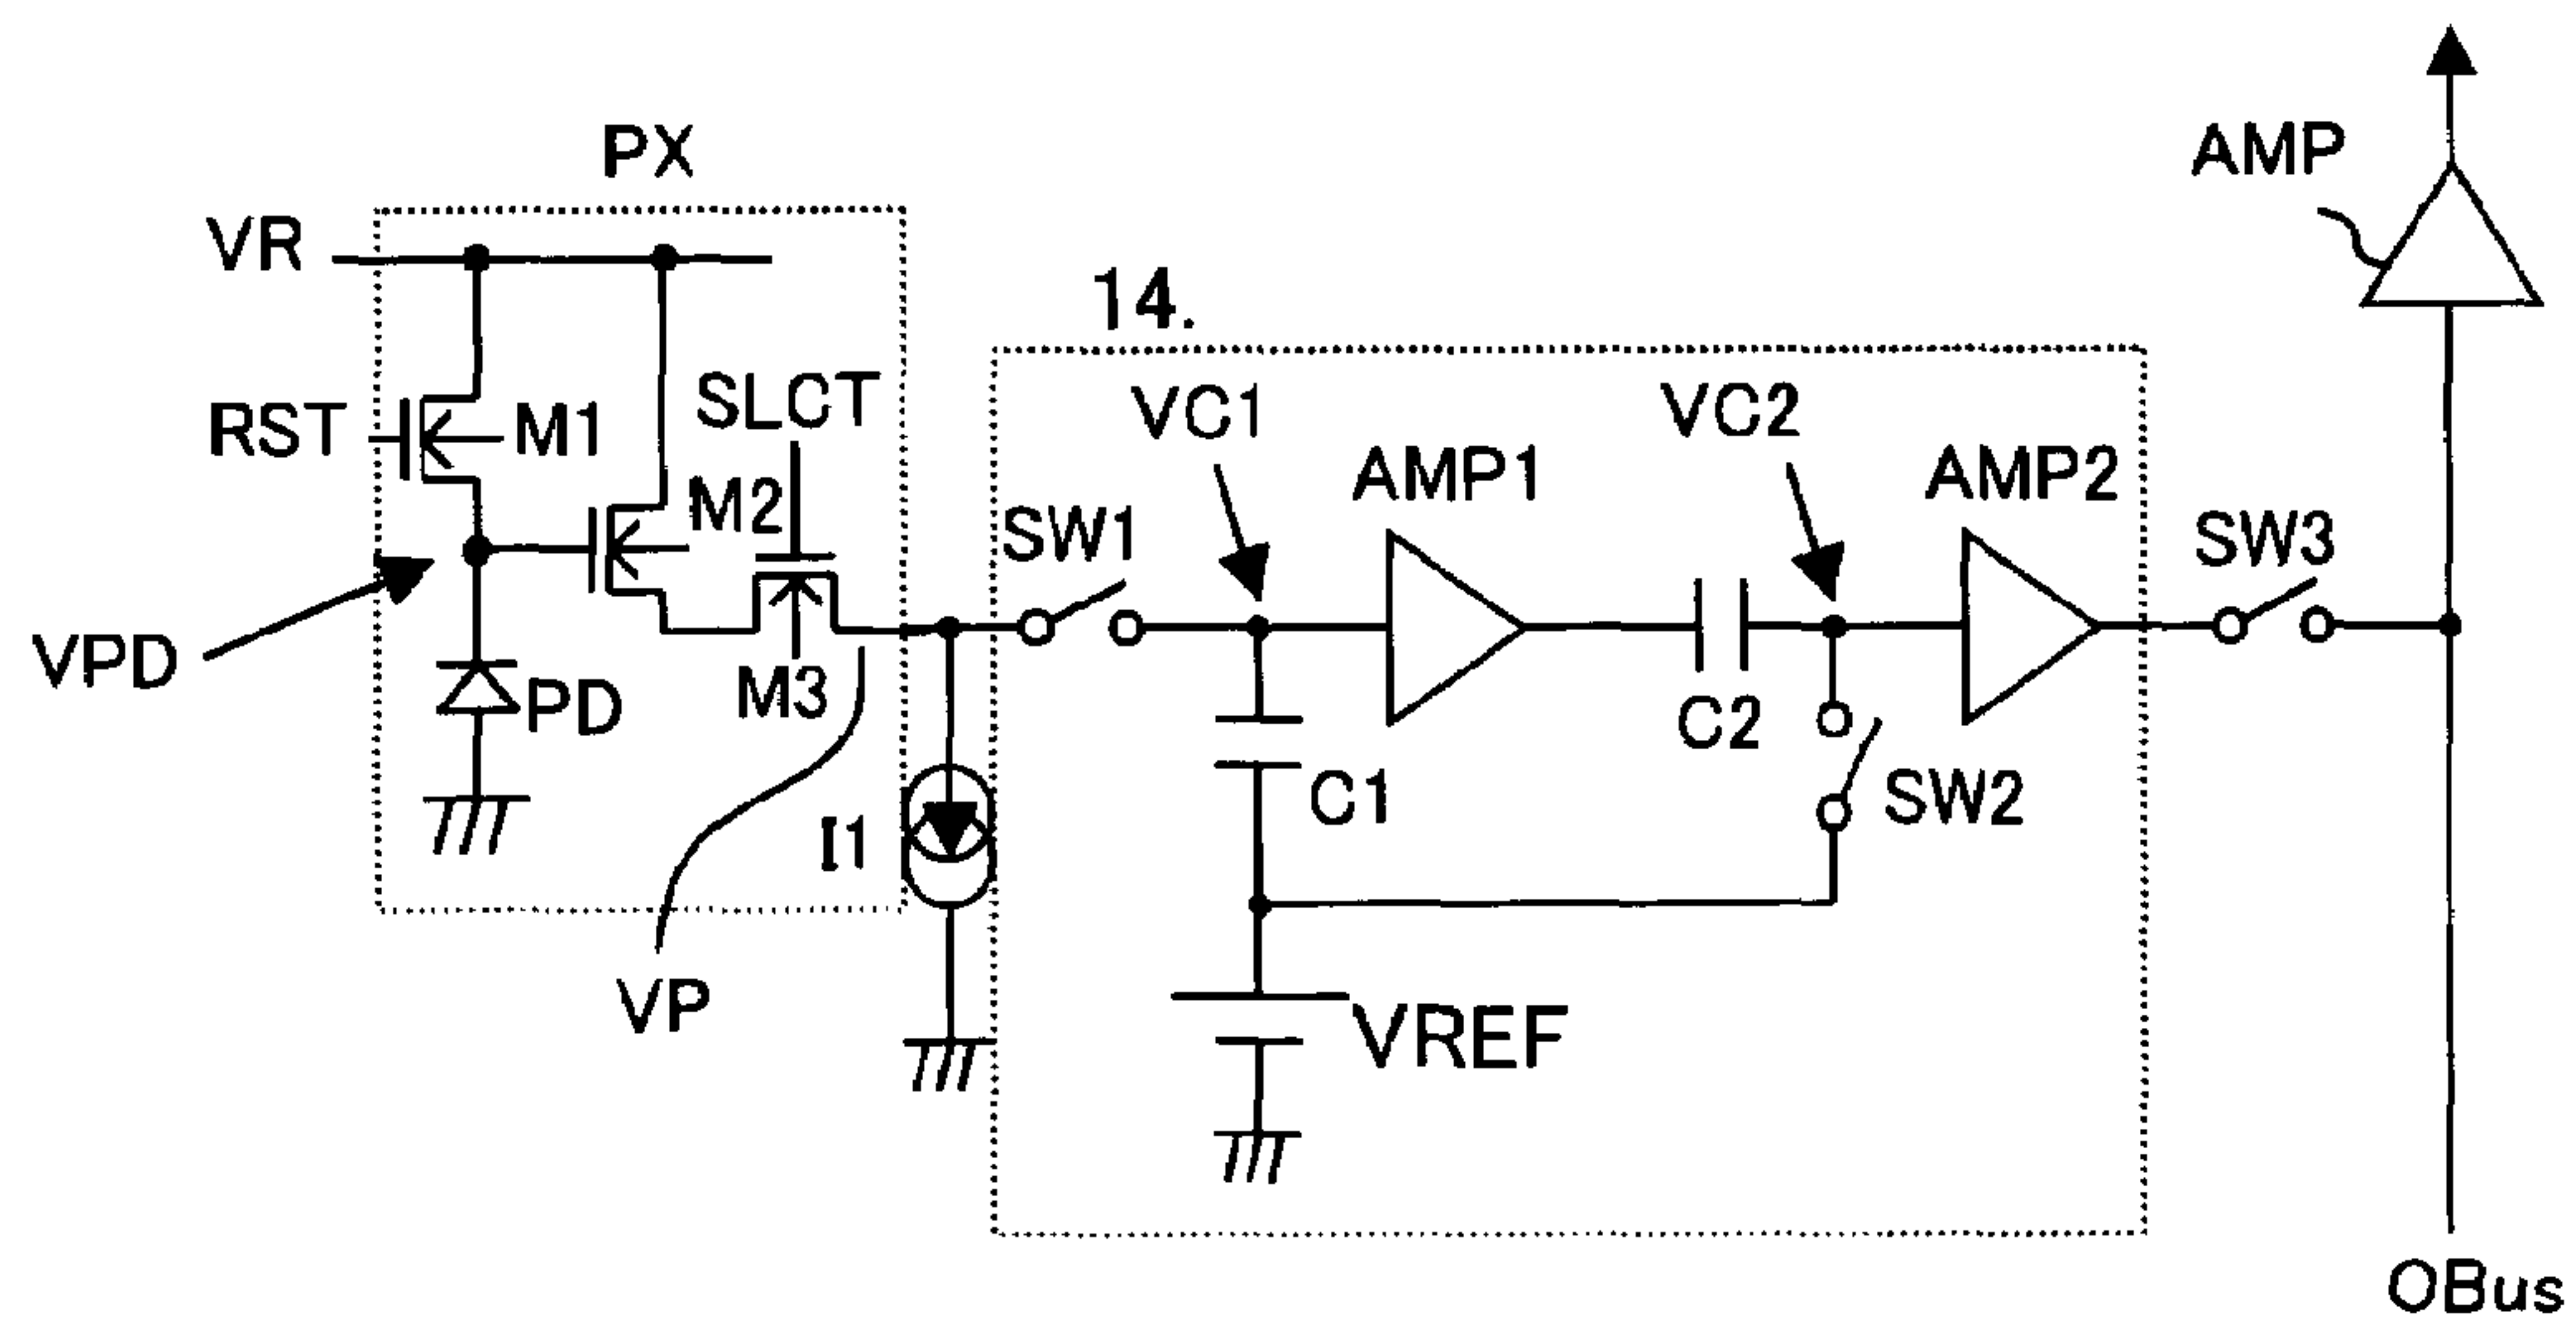 PX
AMP
VR
14.
SLCT
VC1
VC2
RST
M1
M2
AMP1
AMP2
SW1
SW3
VPD
PD
M3
C2
C1
SW2
I1
VP
VREF
OBus